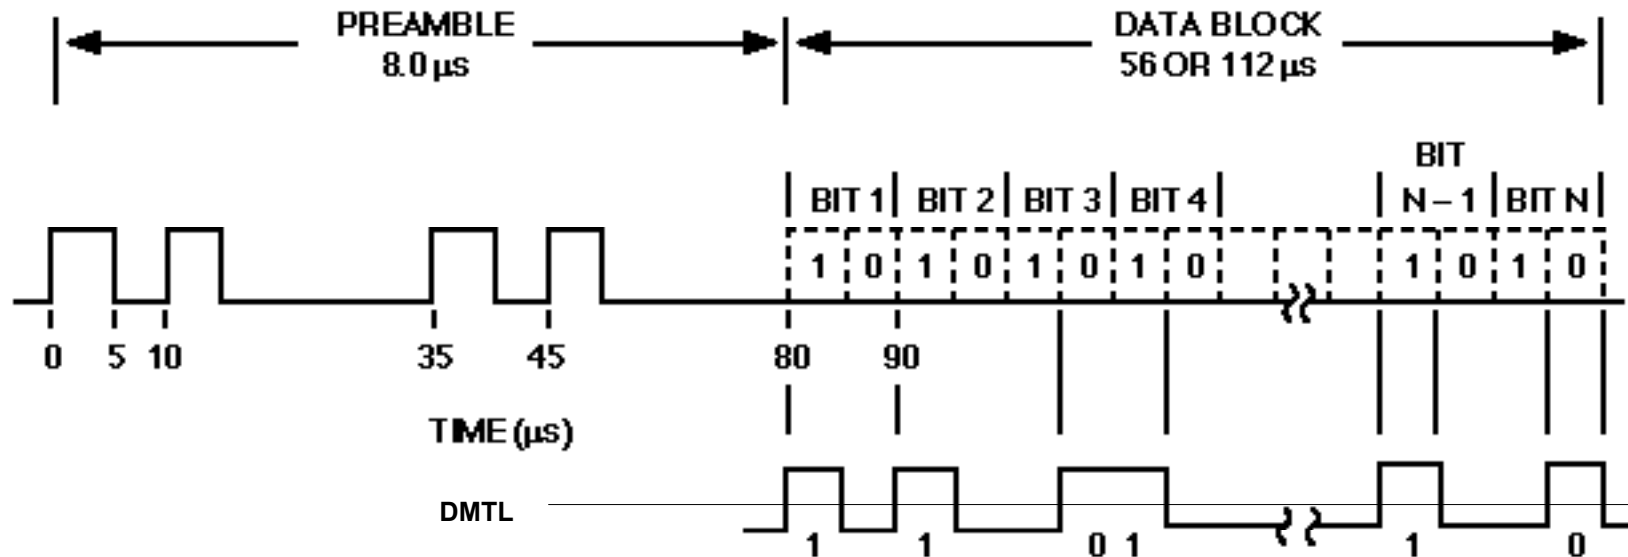 PREAMBLE
8.0 µs
DATA BLOCK
56 OR 112 µs
BIT 1 BIT 2 BIT 3 BIT 4 BIT N – 1 BIT N
1 0 1 0 1 0 1 0 1 0 1 0
0 5 10 35 45 80 90
TIME (µs)
DMTL
1 1 0 1 1 0